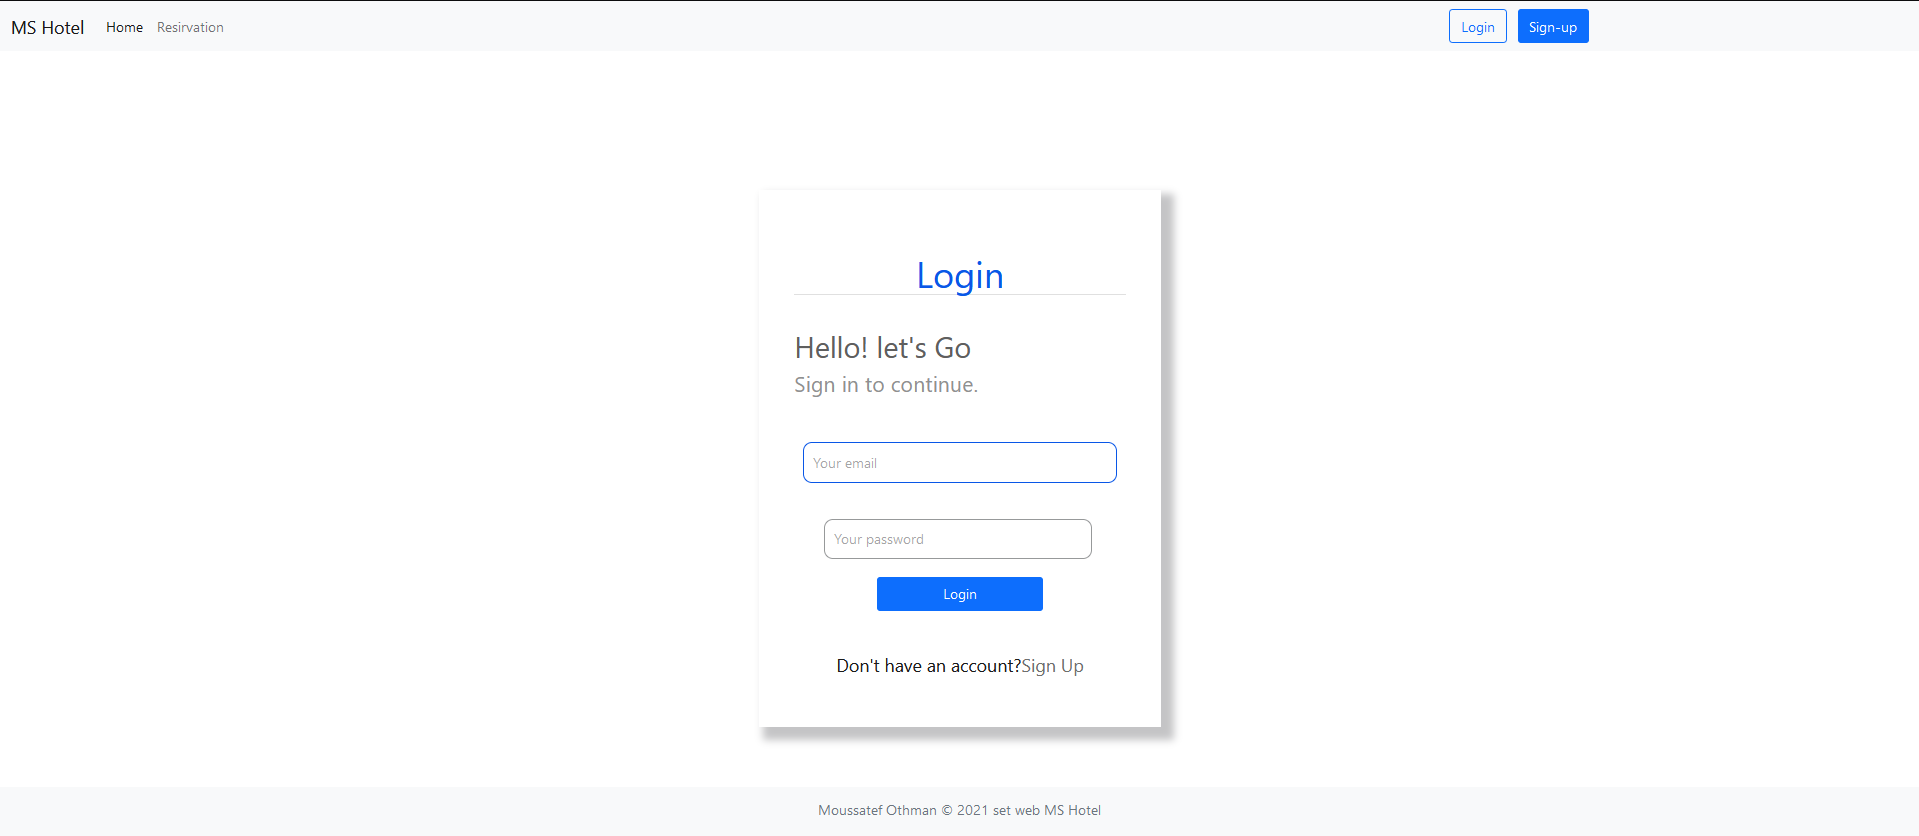 MS Hotel Home Resirvation Login Sign-up
Login
Hello! let's Go
Sign in to continue.
Your email
Your password
Login
Don't have an account?Sign Up
Moussatef Othman © 2021 set web MS Hotel